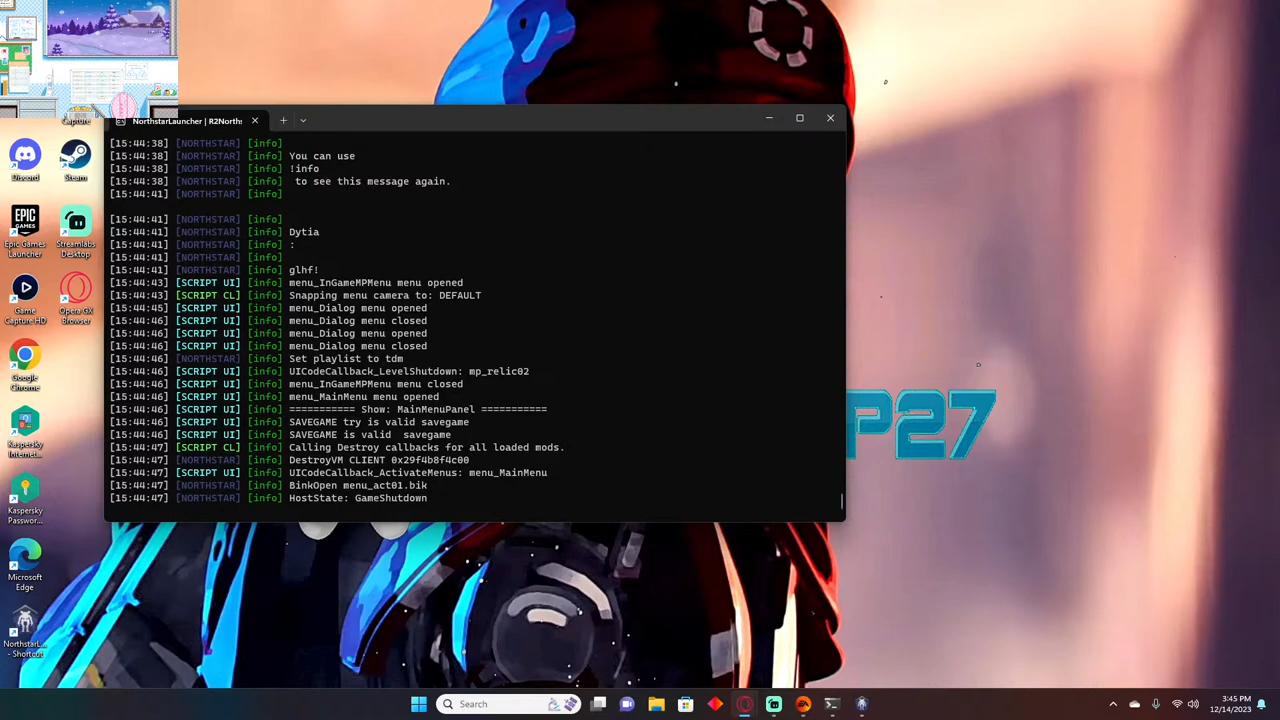 Capture
NorthstarLauncher | R2Norths
[15:44:38] [NORTHSTAR] [info]
[15:44:38] [NORTHSTAR] [info] You can use
[15:44:38] [NORTHSTAR] [info] !info
[15:44:38] [NORTHSTAR] [info]  to see this message again.
[15:44:41] [NORTHSTAR] [info]
[15:44:41] [NORTHSTAR] [info]
[15:44:41] [NORTHSTAR] [info] Dytia
[15:44:41] [NORTHSTAR] [info] :
[15:44:41] [NORTHSTAR] [info]
[15:44:41] [NORTHSTAR] [info] glhf!
[15:44:43] [SCRIPT UI] [info] menu_InGameMPMenu menu opened
[15:44:43] [SCRIPT CL] [info] Snapping menu camera to: DEFAULT
[15:44:45] [SCRIPT UI] [info] menu_Dialog menu opened
[15:44:46] [SCRIPT UI] [info] menu_Dialog menu closed
[15:44:46] [SCRIPT UI] [info] menu_Dialog menu opened
[15:44:46] [SCRIPT UI] [info] menu_Dialog menu closed
[15:44:46] [NORTHSTAR] [info] Set playlist to tdm
[15:44:46] [SCRIPT UI] [info] UICodeCallback_LevelShutdown: mp_relic02
[15:44:46] [SCRIPT UI] [info] menu_InGameMPMenu menu closed
[15:44:46] [SCRIPT UI] [info] menu_MainMenu menu opened
[15:44:46] [SCRIPT UI] [info] =========== Show: MainMenuPanel ===========
[15:44:46] [SCRIPT UI] [info] SAVEGAME try is valid savegame
[15:44:46] [SCRIPT UI] [info] SAVEGAME is valid  savegame
[15:44:47] [SCRIPT CL] [info] Calling Destroy callbacks for all loaded mods.
[15:44:47] [NORTHSTAR] [info] DestroyVM CLIENT 0x29f4b8f4c00
[15:44:47] [SCRIPT UI] [info] UICodeCallback_ActivateMenus: menu_MainMenu
[15:44:47] [NORTHSTAR] [info] BinkOpen menu_act01.bik
[15:44:47] [NORTHSTAR] [info] HostState: GameShutdown
Discord
Steam
Epic Games
Launcher
Streamlabs
Desktop
Game
Capture HD
Opera GX
Browser
Google
Chrome
Kaspersky
Internet...
Kaspersky
Passwor...
Microsoft
Edge
NorthstarL...
- Shortcut
P27
Search
3:45 PM
12/14/2023